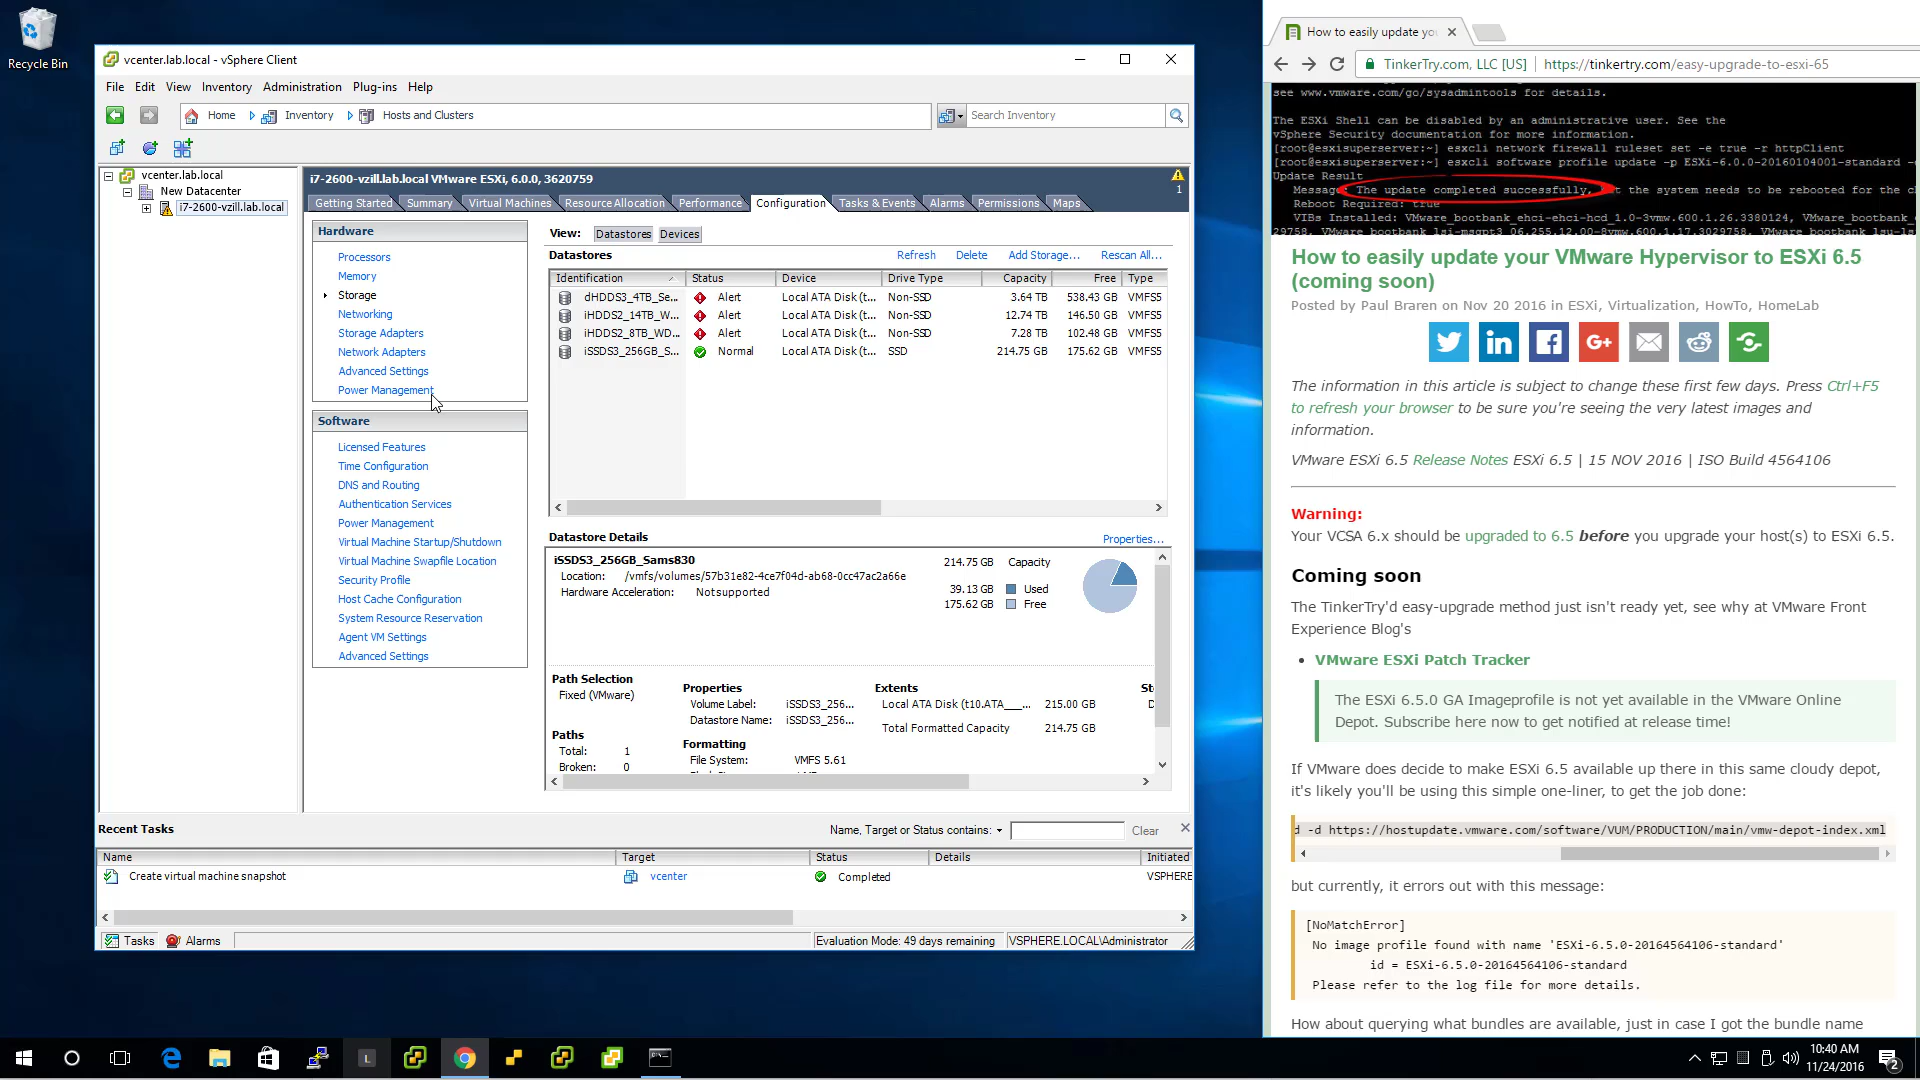 Recycle Bin
vcenter.lab.local - vSphere Client
File Edit View Inventory Administration Plug-ins Help
Home Inventory Hosts and Clusters
Search Inventory
vcenter.lab.local
New Datacenter
i7-2600-vzill.lab.local
i7-2600-vzill.lab.local VMware ESXi, 6.0.0, 3620759
1
Getting Started Summary Virtual Machines Resource Allocation Performance Configuration Tasks & Events Alarms Permissions Maps
Hardware
Processors
Memory
Storage
Networking
Storage Adapters
Network Adapters
Advanced Settings
Power Management
Software
Licensed Features
Time Configuration
DNS and Routing
Authentication Services
Power Management
Virtual Machine Startup/Shutdown
Virtual Machine Swapfile Location
Security Profile
Host Cache Configuration
System Resource Reservation
Agent VM Settings
Advanced Settings
View: Datastores Devices
Datastores
Refresh Delete Add Storage... Rescan All...
Identification Status Device Drive Type Capacity Free Type
dHDDS3_4TB_Se... Alert Local ATA Disk (t... Non-SSD 3.64 TB 538.43 GB VMFS5
iHDDS2_14TB_W... Alert Local ATA Disk (t... Non-SSD 12.74 TB 146.50 GB VMFS5
iHDDS2_8TB_WD... Alert Local ATA Disk (t... Non-SSD 7.28 TB 102.48 GB VMFS5
iSSDS3_256GB_S... Normal Local ATA Disk (t... SSD 214.75 GB 175.62 GB VMFS5
Datastore Details
Properties...
iSSDS3_256GB_Sams830 214.75 GB Capacity
Location: /vmfs/volumes/57b31e82-4ce7f04d-ab68-0cc47ac2a66e
Hardware Acceleration: Not supported
39.13 GB Used
175.62 GB Free
Path Selection
Fixed (VMware)
Paths
Total: 1
Broken: 0
Properties
Volume Label: iSSDS3_256...
Datastore Name: iSSDS3_256...
Formatting
File System: VMFS 5.61
Extents
Local ATA Disk (t10.ATA___... 215.00 GB
Total Formatted Capacity 214.75 GB
Recent Tasks
Name, Target or Status contains: Clear
Name Target Status Details Initiated
Create virtual machine snapshot vcenter Completed VSPHERE
Tasks Alarms
Evaluation Mode: 49 days remaining VSPHERE.LOCAL\Administrator
How to easily update you
TinkerTry.com, LLC [US] https://tinkertry.com/easy-upgrade-to-esxi-65
see www.vmware.com/go/sysadmintools for details.
The ESXi Shell can be disabled by an administrative user. See the
vSphere Security documentation for more information.
[root@esxisuperserver:~] esxcli network firewall ruleset set -e true -r httpClient
[root@esxisuperserver:~] esxcli software profile update -p ESXi-6.0.0-20160104001-standard
Update Result
Message: The update completed successfully, t the system needs to be rebooted for the
Reboot Required: true
VIBs Installed: VMware_bootbank_ehci-ehci-hcd_1.0-3vmw.600.1.26.3380124, VMware_bootbank
29758, VMware_bootbank_lsi-msgpt3_06.255.12.00-8vmw.600.1.17.3029758,
How to easily update your VMware Hypervisor to ESXi 6.5
(coming soon)
Posted by Paul Braren on Nov 20 2016 in ESXi, Virtualization, HowTo, HomeLab
The information in this article is subject to change these first few days. Press Ctrl+F5
to refresh your browser to be sure you're seeing the very latest images and
information.
VMware ESXi 6.5 Release Notes ESXi 6.5 | 15 NOV 2016 | ISO Build 4564106
Warning:
Your VCSA 6.x should be upgraded to 6.5 before you upgrade your host(s) to ESXi 6.5.
Coming soon
The TinkerTry'd easy-upgrade method just isn't ready yet, see why at VMware Front
Experience Blog's
• VMware ESXi Patch Tracker
The ESXi 6.5.0 GA Imageprofile is not yet available in the VMware Online
Depot. Subscribe here now to get notified at release time!
If VMware does decide to make ESXi 6.5 available up there in this same cloudy depot,
it's likely you'll be using this simple one-liner, to get the job done:
d -d https://hostupdate.vmware.com/software/VUM/PRODUCTION/main/vmw-depot-index.xml
but currently, it errors out with this message:
[NoMatchError]
No image profile found with name 'ESXi-6.5.0-20164564106-standard'
id = ESXi-6.5.0-20164564106-standard
Please refer to the log file for more details.
How about querying what bundles are available, just in case I got the bundle name
L
10:40 AM
11/24/2016
2